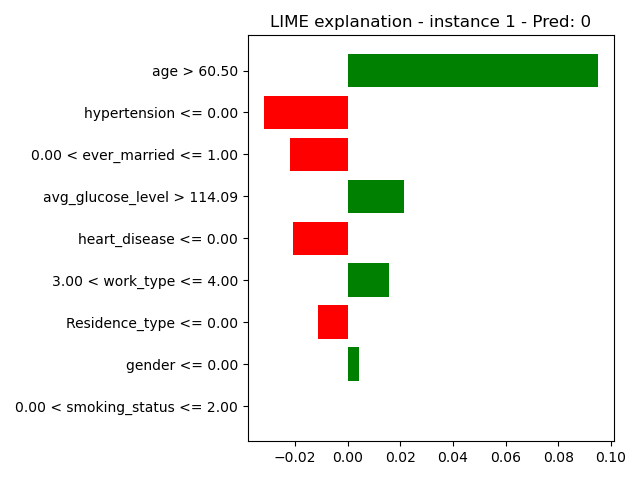 LIME explanation - instance 1 - Pred: 0
age > 60.50
hypertension <= 0.00
0.00 < ever_married <= 1.00
avg_glucose_level > 114.09
heart_disease <= 0.00
3.00 < work_type <= 4.00
Residence_type <= 0.00
gender <= 0.00
0.00 < smoking_status <= 2.00
−0.02 0.00 0.02 0.04 0.06 0.08 0.10